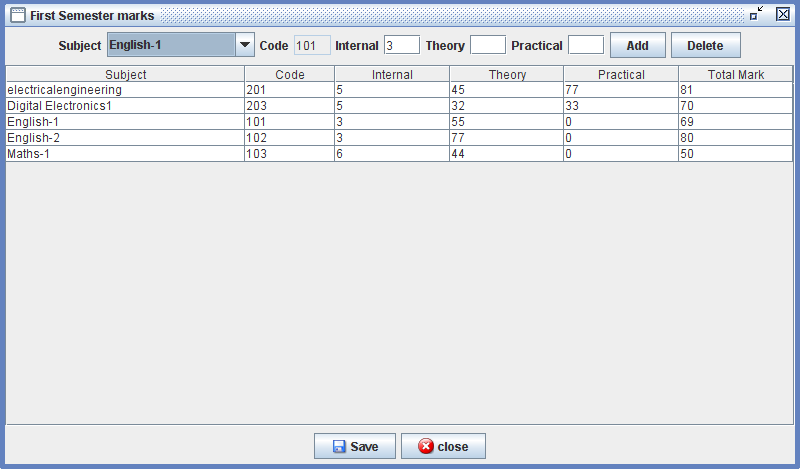 First Semester marks
Subject English-1 Code 101 Internal 3 Theory Practical Add Delete
Subject Code Internal Theory Practical Total Mark
electricalengineering 201 5 45 77 81
Digital Electronics1 203 5 32 33 70
English-1 101 3 55 0 69
English-2 102 3 77 0 80
Maths-1 103 6 44 0 50
Save close